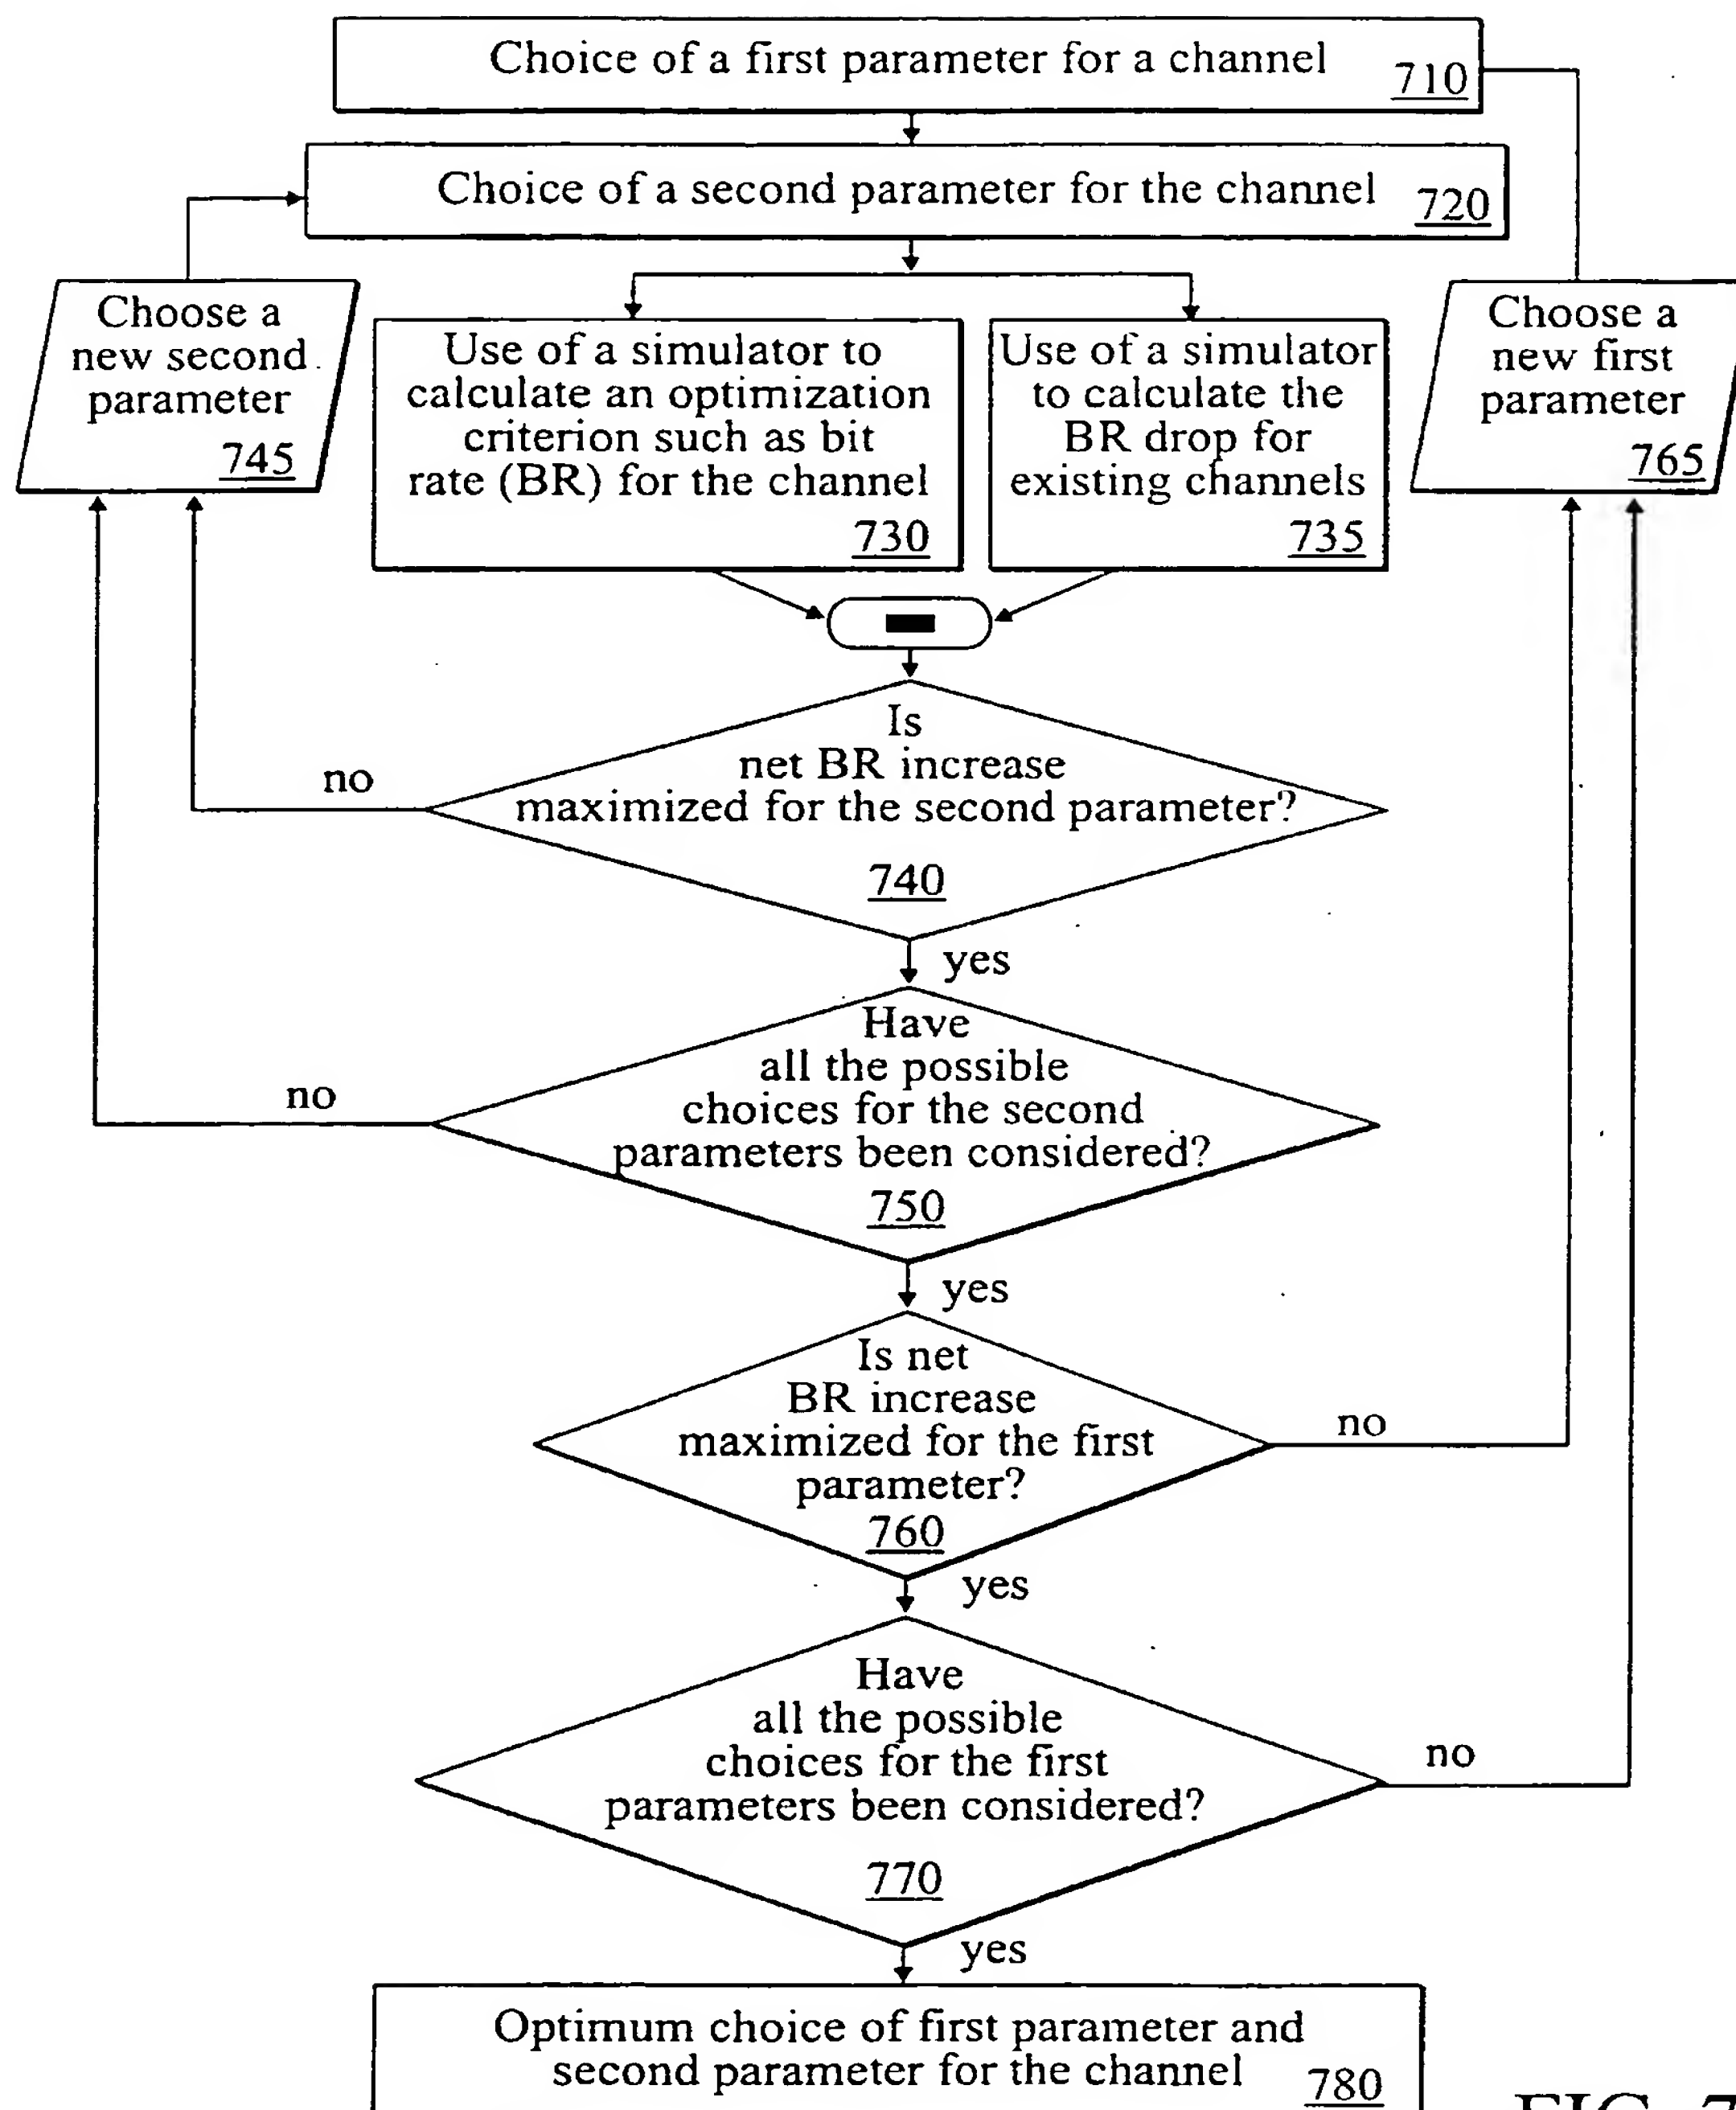 Choice of a first parameter for a channel
710
Choice of a second parameter for the channel
720
Choose a
new second
parameter
745
Use of a simulator to
calculate an optimization
criterion such as bit
rate (BR) for the channel
730
Use of a simulator
to calculate the
BR drop for
existing channels
735
Choose a
new first
parameter
765
Is
net BR increase
maximized for the second parameter?
740
no
yes
Have
all the possible
choices for the second
parameters been considered?
750
no
yes
Is net
BR increase
maximized for the first
parameter?
760
no
yes
Have
all the possible
choices for the first
parameters been considered?
770
no
yes
Optimum choice of first parameter and
second parameter for the channel
780
FIG. 7